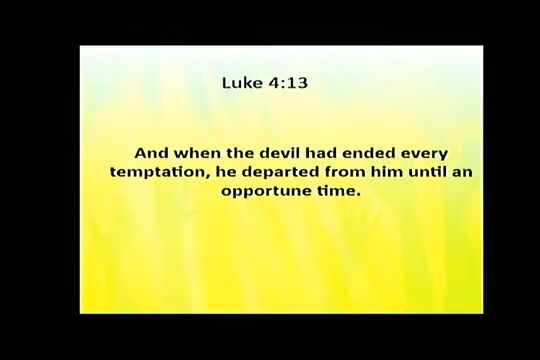 Luke 4:13
And when the devil had ended every
temptation, he departed from him until an
opportune time.